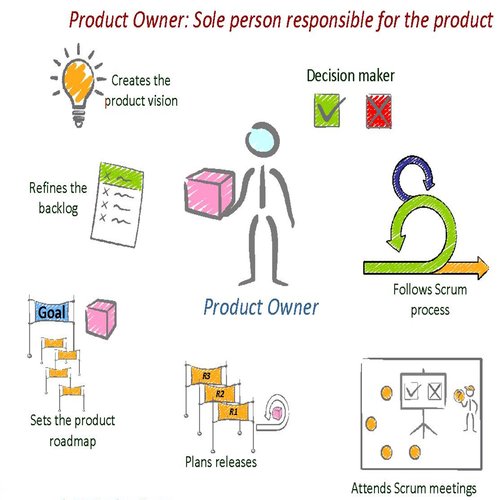 Product Owner: Sole person responsible for the product
Creates the
product vision
Decision maker
Refines the
backlog
Product Owner
Follows Scrum
process
Goal
Sets the product
roadmap
R3
R2
R1
Plans releases
Attends Scrum meetings